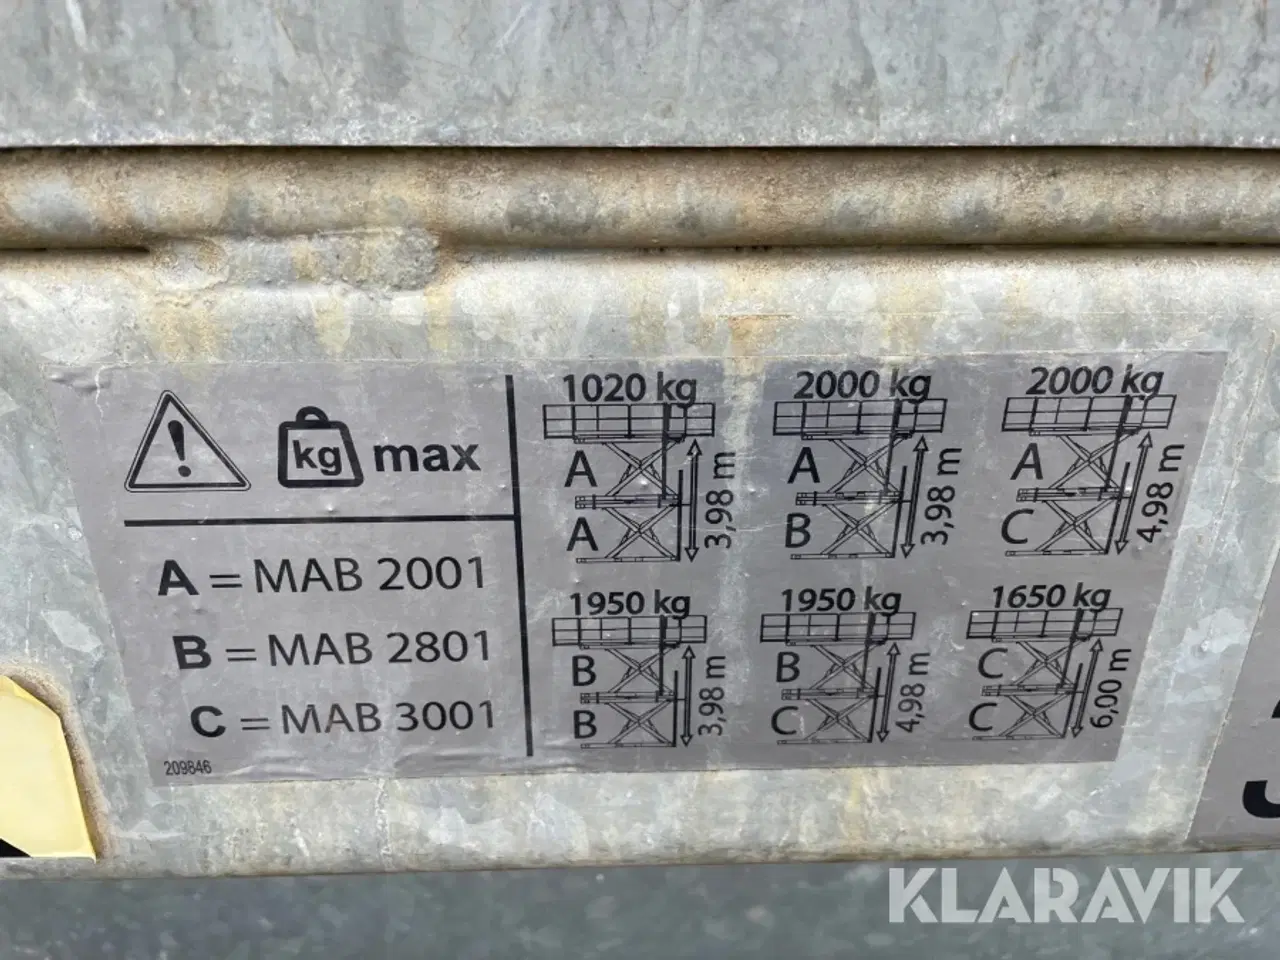 kg max
A = MAB 2001
B = MAB 2801
C = MAB 3001
209846
1020 kg
A
A
3,98 m
2000 kg
A
B
3,98 m
2000 kg
A
C
4,98 m
1950 kg
B
B
3,98 m
1950 kg
B
C
4,98 m
1650 kg
C
C
6,00 m
KLARAVIK